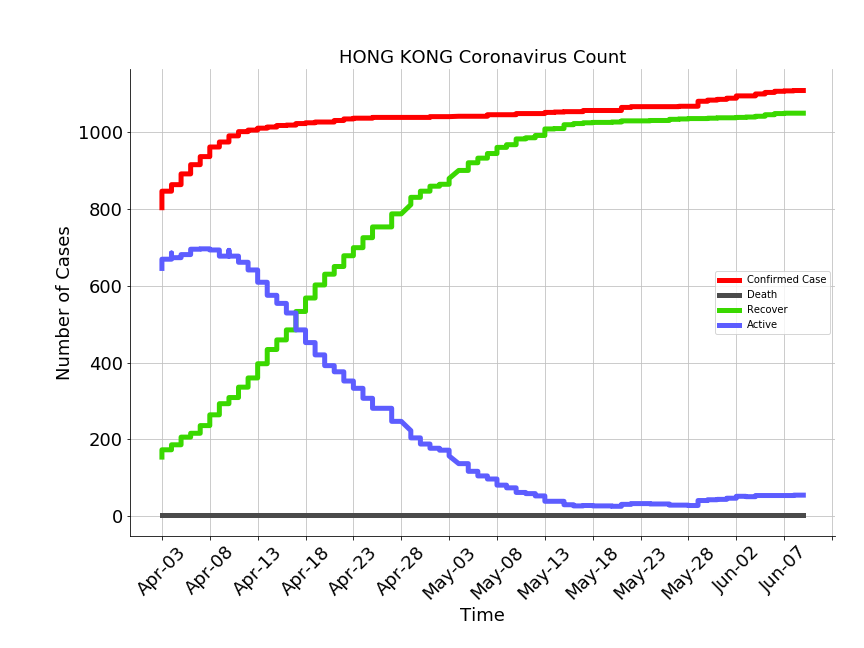 HONG KONG Coronavirus Count
Number of Cases
1000
800
600
400
200
0
Confirmed Case
Death
Recover
Active
Apr-03
Apr-08
Apr-13
Apr-18
Apr-23
Apr-28
May-03
May-08
May-13
May-18
May-23
May-28
Jun-02
Jun-07
Time